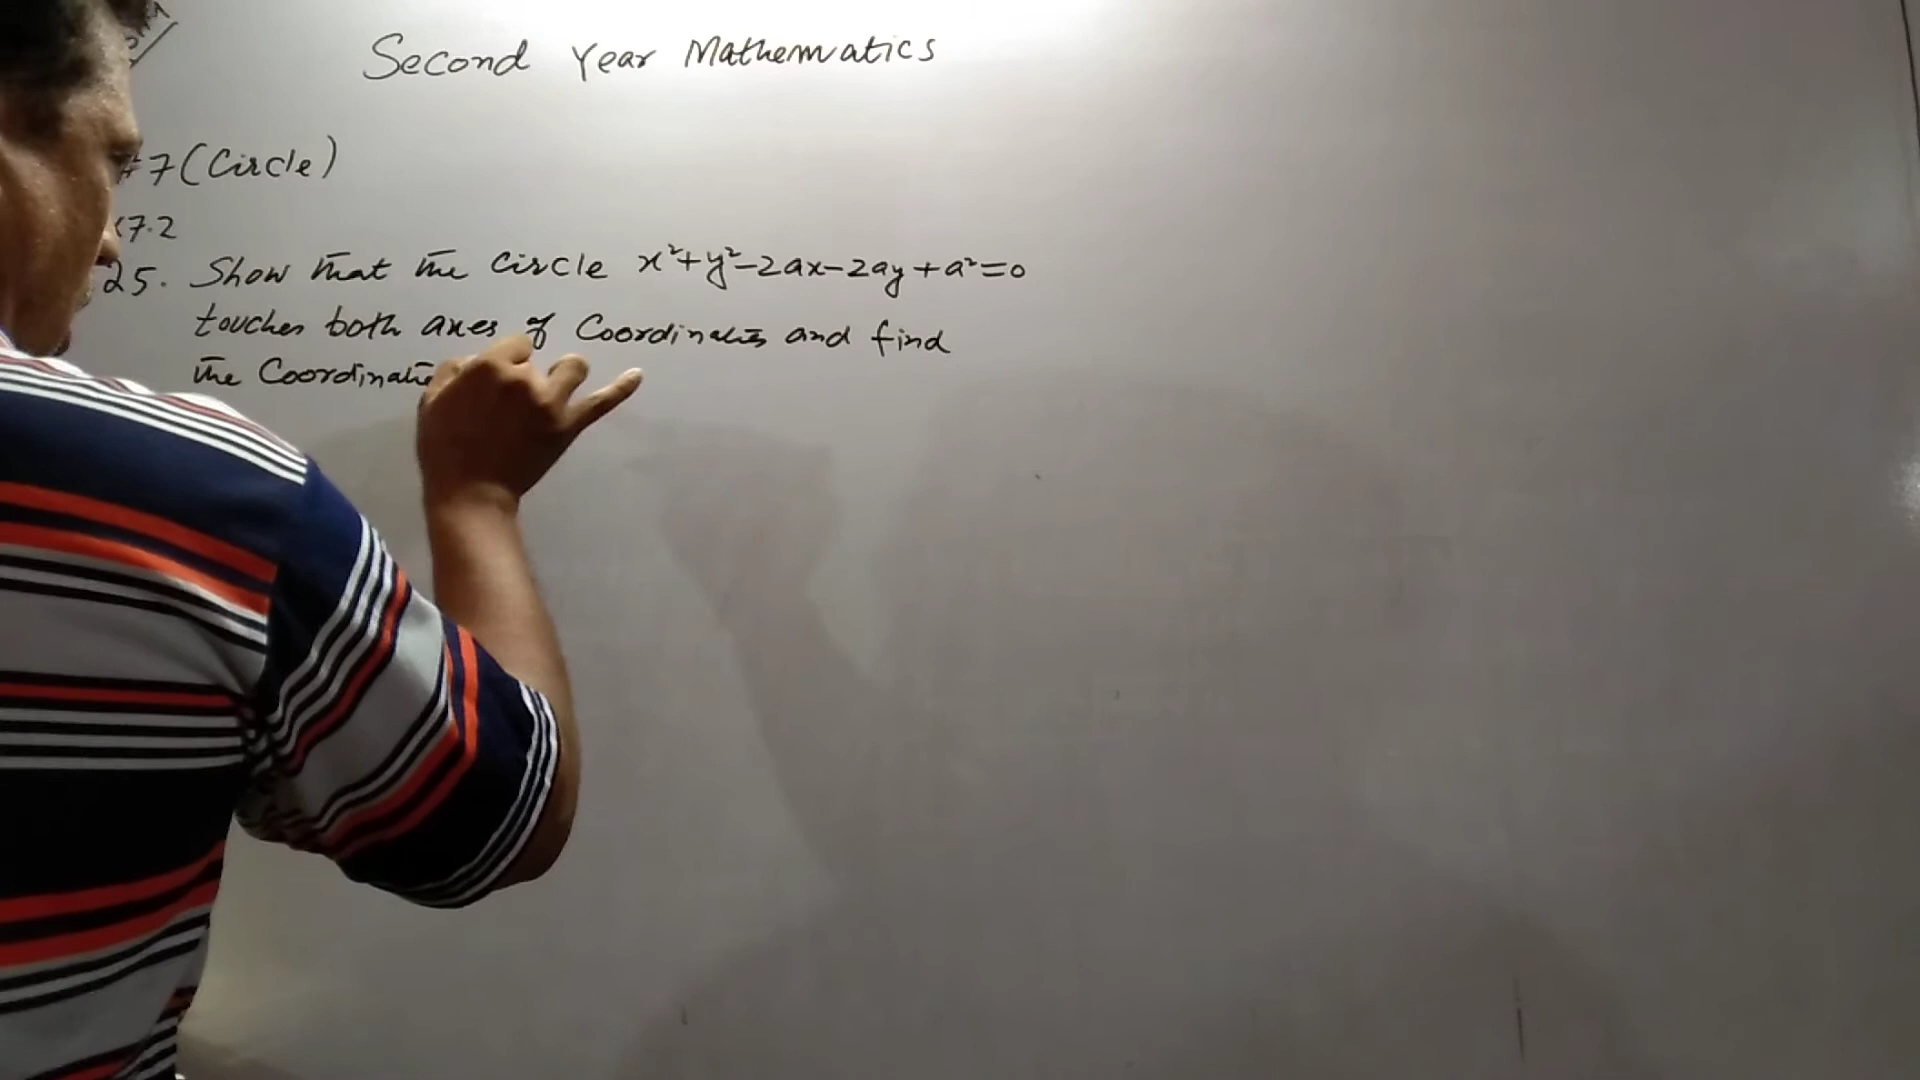 Second Year Mathematics
#7 (Circle)
7.2
25. Show that the Circle x²+y²-2ax-2ay+a²=0
touches both axes of Coordinates and find
the Coordinates